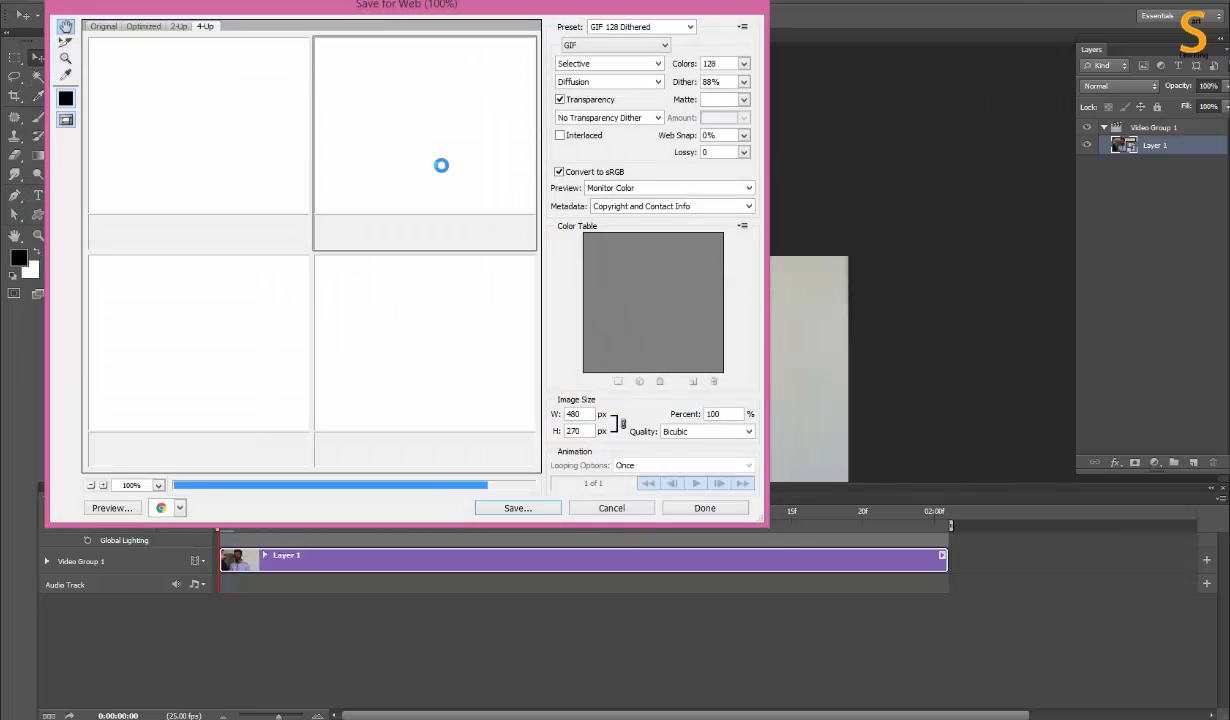 Save for Web (100%)
Original Optimized 2-Up 4-Up
Preset: GIF 128 Dithered
GIF
Selective Colors: 128
Diffusion Dither: 88%
Transparency Matte:
No Transparency Dither Amount:
Interlaced Web Snap: 0%
Lossy: 0
Convert to sRGB
Preview: Monitor Color
Metadata: Copyright and Contact Info
Color Table
Image Size
W: 480 px Percent: 100 %
H: 270 px Quality: Bicubic
Animation
Looping Options: Once
1 of 1
100%
Preview... Save... Cancel Done
Essentials
art
S
Layers
Kind
Normal Opacity: 100%
Lock: Fill: 100%
Video Group 1
Layer 1
15f 20f 02:00f
Global Lighting
Video Group 1 Layer 1
Audio Track
0:00:00:00 (25.00 fps)